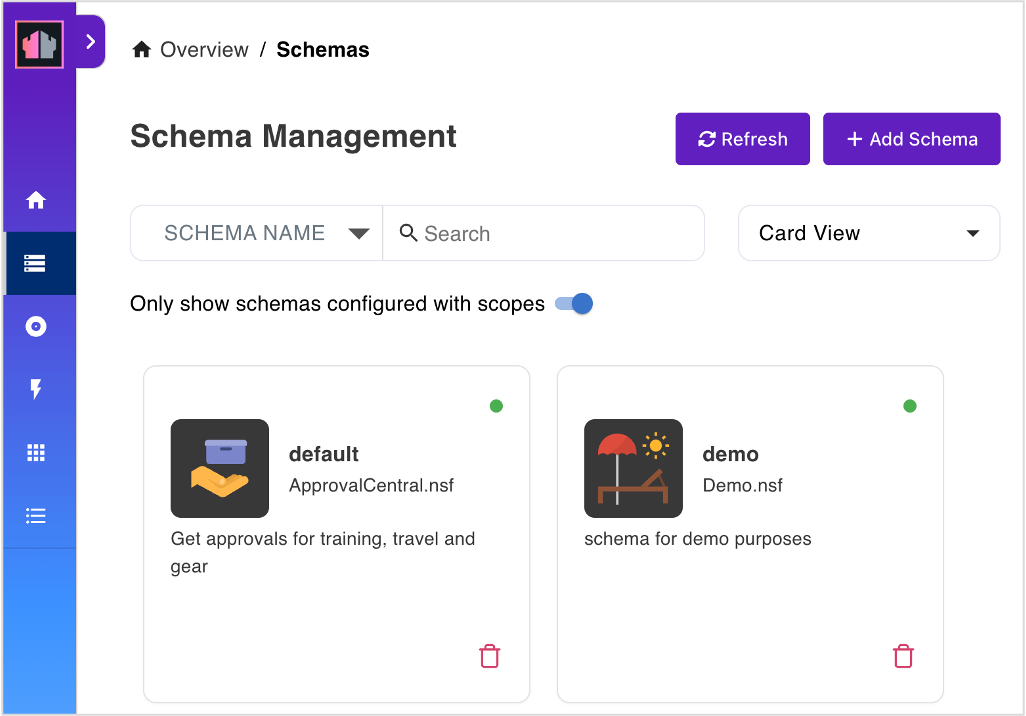 Overview / Schemas
Schema Management
Refresh
+ Add Schema
SCHEMA NAME
Search
Card View
Only show schemas configured with scopes
default
ApprovalCentral.nsf
Get approvals for training, travel and
gear
demo
Demo.nsf
schema for demo purposes